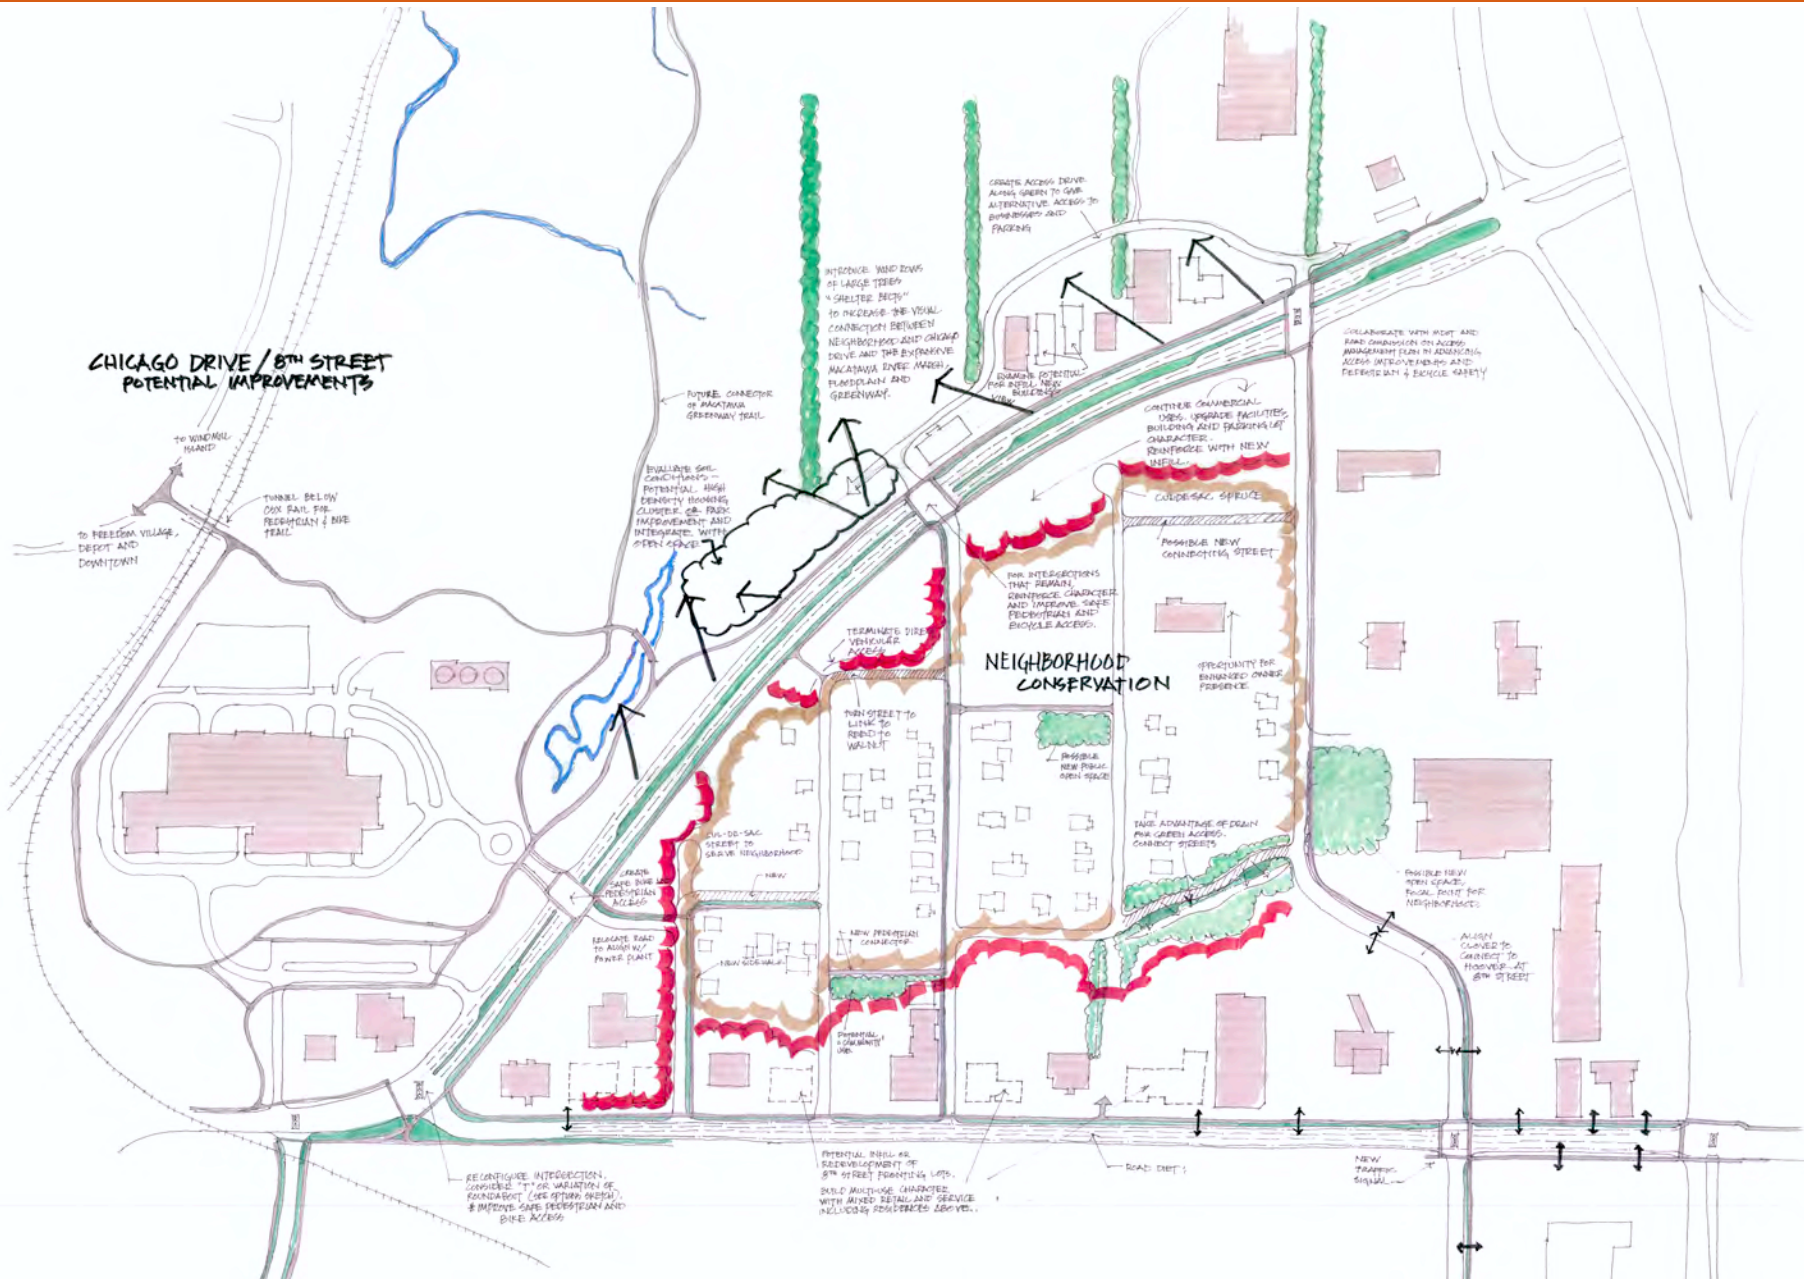 CHICAGO DRIVE / 8TH STREET
POTENTIAL IMPROVEMENTS
TO WINDMILL
ISLAND
TUNNEL BELOW
CSX RAIL FOR
PEDESTRIAN & BIKE
TRAIL
TO FREEDOM VILLAGE,
DEPOT AND
DOWNTOWN
FUTURE CONNECTOR
OF MACATAWA
GREENWAY TRAIL
EVALUATE SOIL
CONDITIONS -
POTENTIAL HIGH
DENSITY HOUSING
CLUSTER OR PARK
IMPROVEMENT AND
INTEGRATE WITH
OPEN SPACE
INTRODUCE WIND ROWS
OF LARGE TREES
"SHELTER BELTS"
TO INCREASE THE VISUAL
CONNECTION BETWEEN
NEIGHBORHOOD AND CHICAGO
DRIVE AND THE EXPANSIVE
MACATAWA RIVER MARSH,
FLOODPLAIN AND
GREENWAY.
CREATE ACCESS DRIVE
ALONG GREEN TO GIVE
ALTERNATIVE ACCESS TO
BUSINESSES AND
PARKING
EXAMINE POTENTIAL
FOR INFILL NEW
BUILDINGS
VIEW
COLLABORATE WITH MDOT AND
ROAD COMMISSION ON ACCESS
MANAGEMENT PLAN IN ADVANCING
ACCESS IMPROVEMENTS AND
PEDESTRIAN & BICYCLE SAFETY
CONTINUE COMMERCIAL
USES. UPGRADE FACILITIES,
BUILDING AND PARKING LOT
CHARACTER.
REINFORCE WITH NEW
INFILL.
CUL-DE-SAC SPRUCE
POSSIBLE NEW
CONNECTING STREET
FOR INTERSECTIONS
THAT REMAIN,
REINFORCE CHARACTER
AND IMPROVE SAFE
PEDESTRIAN AND
BICYCLE ACCESS.
TERMINATE DIRECT
VEHICULAR
ACCESS
NEIGHBORHOOD
CONSERVATION
OPPORTUNITY FOR
ENHANCED OWNER
PRESENCE
TURN STREET TO
LINK TO
REED TO
WALNUT
POSSIBLE
NEW PUBLIC
OPEN SPACE
TAKE ADVANTAGE OF DRAIN
FOR GREEN ACCESS.
CONNECT STREETS
CUL-DE-SAC
STREET TO
SERVE NEIGHBORHOOD
NEW
CREATE
SAFE BIKE AND
PEDESTRIAN
ACCESS
RELOCATE ROAD
TO ALIGN W/
POWER PLANT
NEW SIDEWALK
NEW PEDESTRIAN
CONNECTOR
POTENTIAL
"COMMUNITY"
USE
POSSIBLE NEW
OPEN SPACE,
FOCAL POINT FOR
NEIGHBORHOOD.
ALIGN
CLOVER TO
CONNECT TO
HOOVER AT
8TH STREET
RECONFIGURE INTERSECTION.
CONSIDER "T" OR VARIATION OF
ROUNDABOUT (SEE OPTIONS SKETCH).
& IMPROVE SAFE PEDESTRIAN AND
BIKE ACCESS
POTENTIAL INFILL OR
REDEVELOPMENT OF
8TH STREET FRONTING LOTS.
BUILD MULTI-USE CHARACTER
WITH MIXED RETAIL AND SERVICE
INCLUDING RESIDENCES ABOVE.
ROAD DIET?
NEW
TRAFFIC
SIGNAL